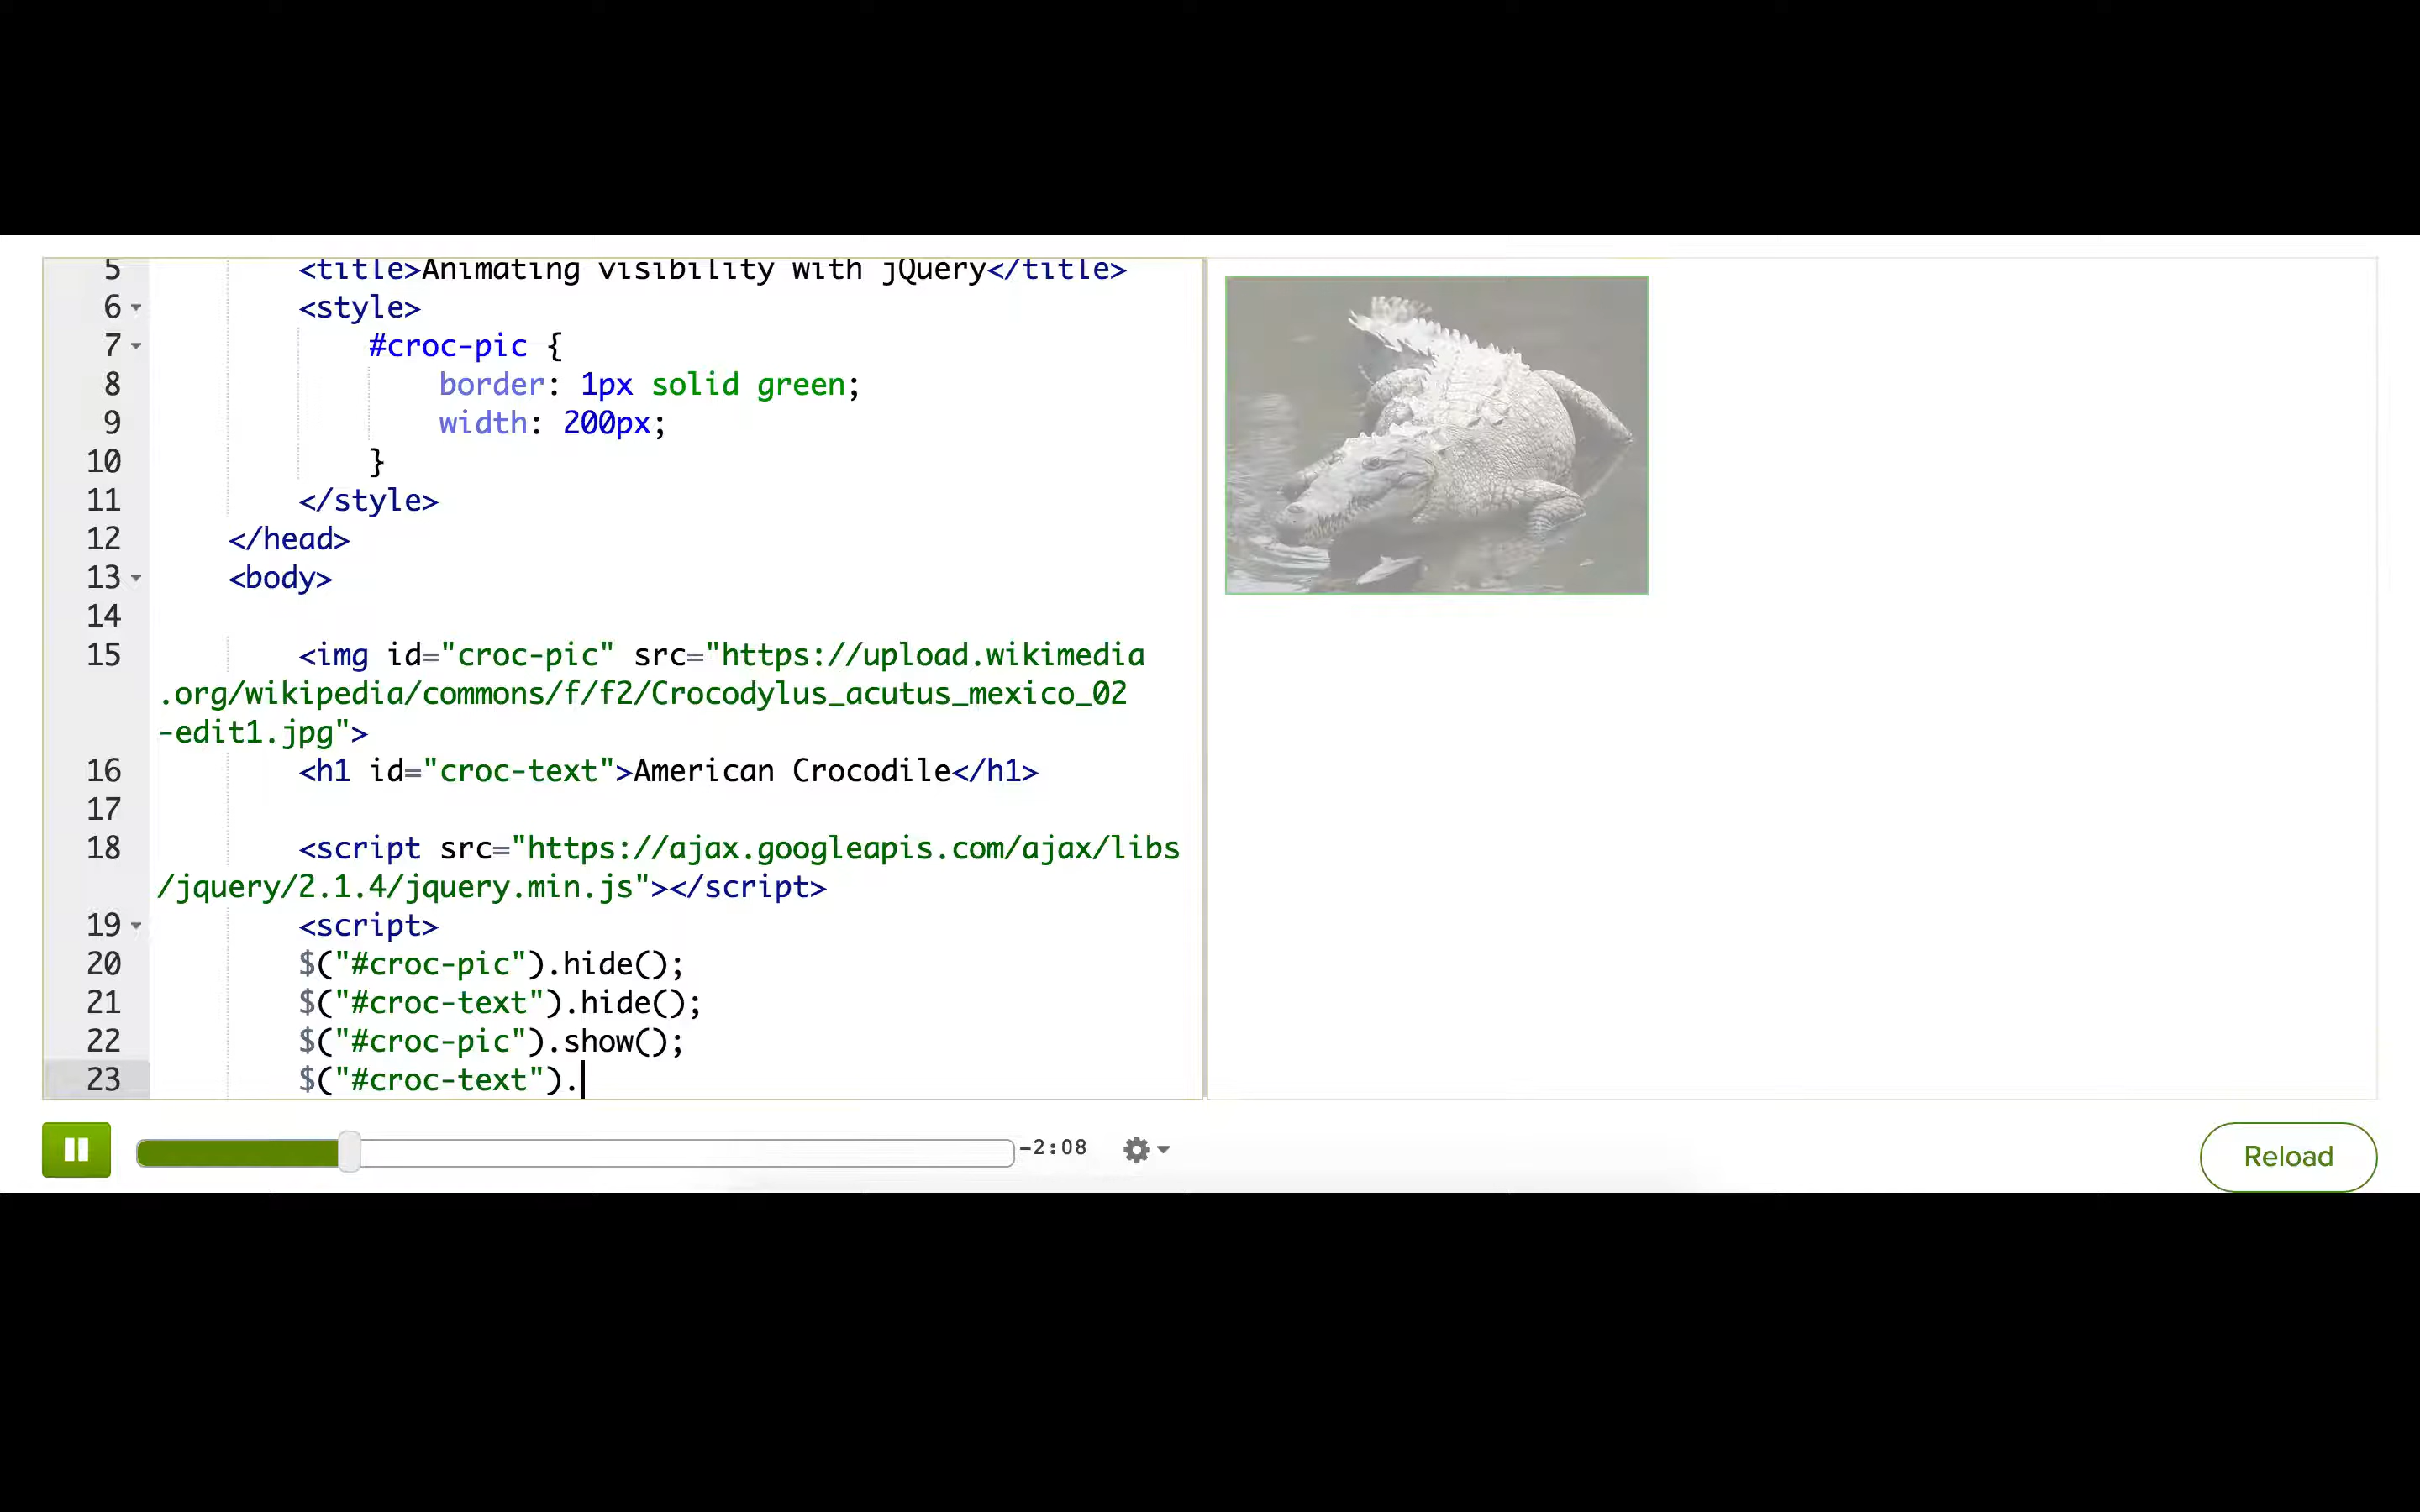 5 <title>Animating visibility with jQuery</title>
6 <style>
7 #croc-pic {
8 border: 1px solid green;
9 width: 200px;
10 }
11 </style>
12 </head>
13 <body>
14
15 <img id="croc-pic" src="https://upload.wikimedia
.org/wikipedia/commons/f/f2/Crocodylus_acutus_mexico_02
-edit1.jpg">
16 <h1 id="croc-text">American Crocodile</h1>
17
18 <script src="https://ajax.googleapis.com/ajax/libs
/jquery/2.1.4/jquery.min.js"></script>
19 <script>
20 $("#croc-pic").hide();
21 $("#croc-text").hide();
22 $("#croc-pic").show();
23 $("#croc-text").
-2:08
Reload